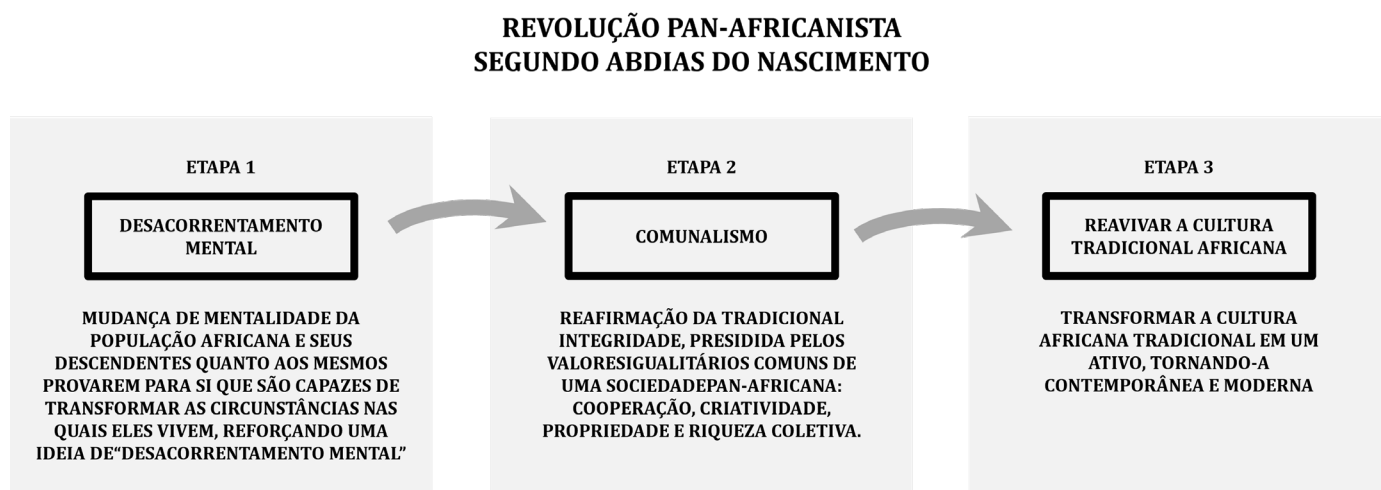 REVOLUÇÃO PAN-AFRICANISTA
SEGUNDO ABDIAS DO NASCIMENTO
ETAPA 1
DESACORRENTAMENTO
MENTAL
MUDANÇA DE MENTALIDADE DA
POPULAÇÃO AFRICANA E SEUS
DESCENDENTES QUANTO AOS MESMOS
PROVAREM PARA SI QUE SÃO CAPAZES DE
TRANSFORMAR AS CIRCUNSTÂNCIAS NAS
QUAIS ELES VIVEM, REFORÇANDO UMA
IDEIA DE“DESACORRENTAMENTO MENTAL”
ETAPA 2
COMUNALISMO
REAFIRMAÇÃO DA TRADICIONAL
INTEGRIDADE, PRESIDIDA PELOS
VALORESIGUALITÁRIOS COMUNS DE
UMA SOCIEDADEPAN-AFRICANA:
COOPERAÇÃO, CRIATIVIDADE,
PROPRIEDADE E RIQUEZA COLETIVA.
ETAPA 3
REAVIVAR A CULTURA
TRADICIONAL AFRICANA
TRANSFORMAR A CULTURA
AFRICANA TRADICIONAL EM UM
ATIVO, TORNANDO-A
CONTEMPORÂNEA E MODERNA